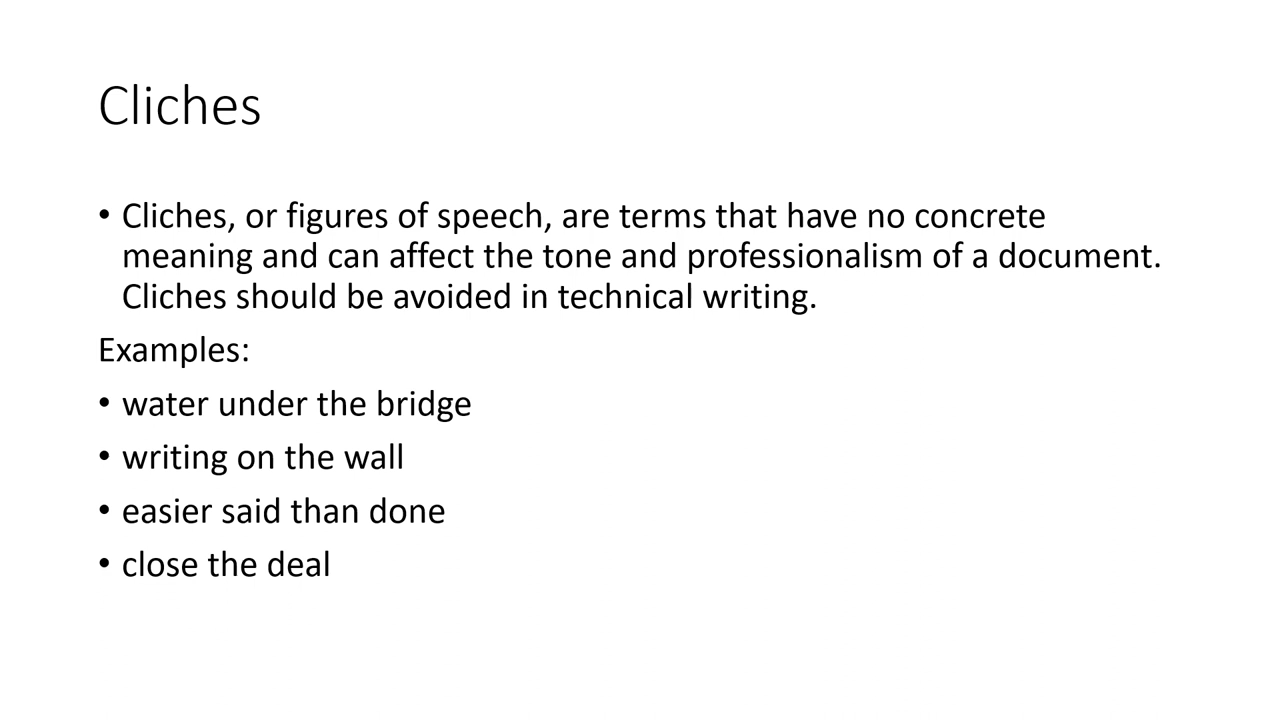 Cliches
• Cliches, or figures of speech, are terms that have no concrete
meaning and can affect the tone and professionalism of a document.
Cliches should be avoided in technical writing.
Examples:
• water under the bridge
• writing on the wall
• easier said than done
• close the deal